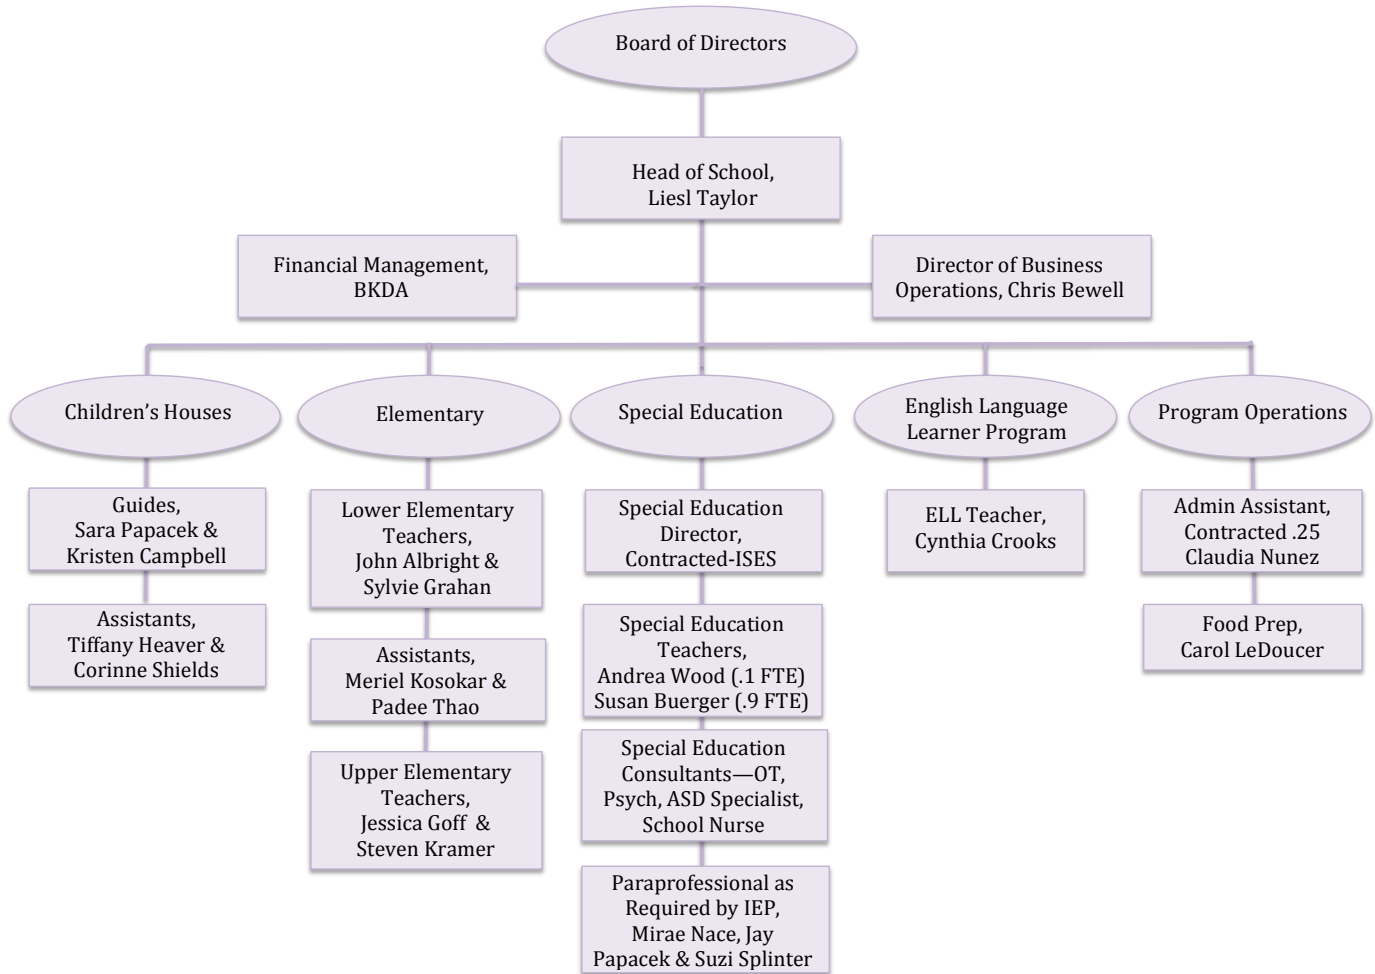 Board of Directors
Head of School,
Liesl Taylor
Financial Management,
BKDA
Director of Business
Operations, Chris Bewell
Children’s Houses
Elementary
Special Education
English Language
Learner Program
Program Operations
Guides,
Sara Papacek &
Kristen Campbell
Assistants,
Tiffany Heaver &
Corinne Shields
Lower Elementary
Teachers,
John Albright &
Sylvie Grahan
Assistants,
Meriel Kosokar &
Padee Thao
Upper Elementary
Teachers,
Jessica Goff &
Steven Kramer
Special Education
Director,
Contracted-ISES
Special Education
Teachers,
Andrea Wood (.1 FTE)
Susan Buerger (.9 FTE)
Special Education
Consultants—OT,
Psych, ASD Specialist,
School Nurse
Paraprofessional as
Required by IEP,
Mirae Nace, Jay
Papacek & Suzi Splinter
ELL Teacher,
Cynthia Crooks
Admin Assistant,
Contracted .25
Claudia Nunez
Food Prep,
Carol LeDoucer